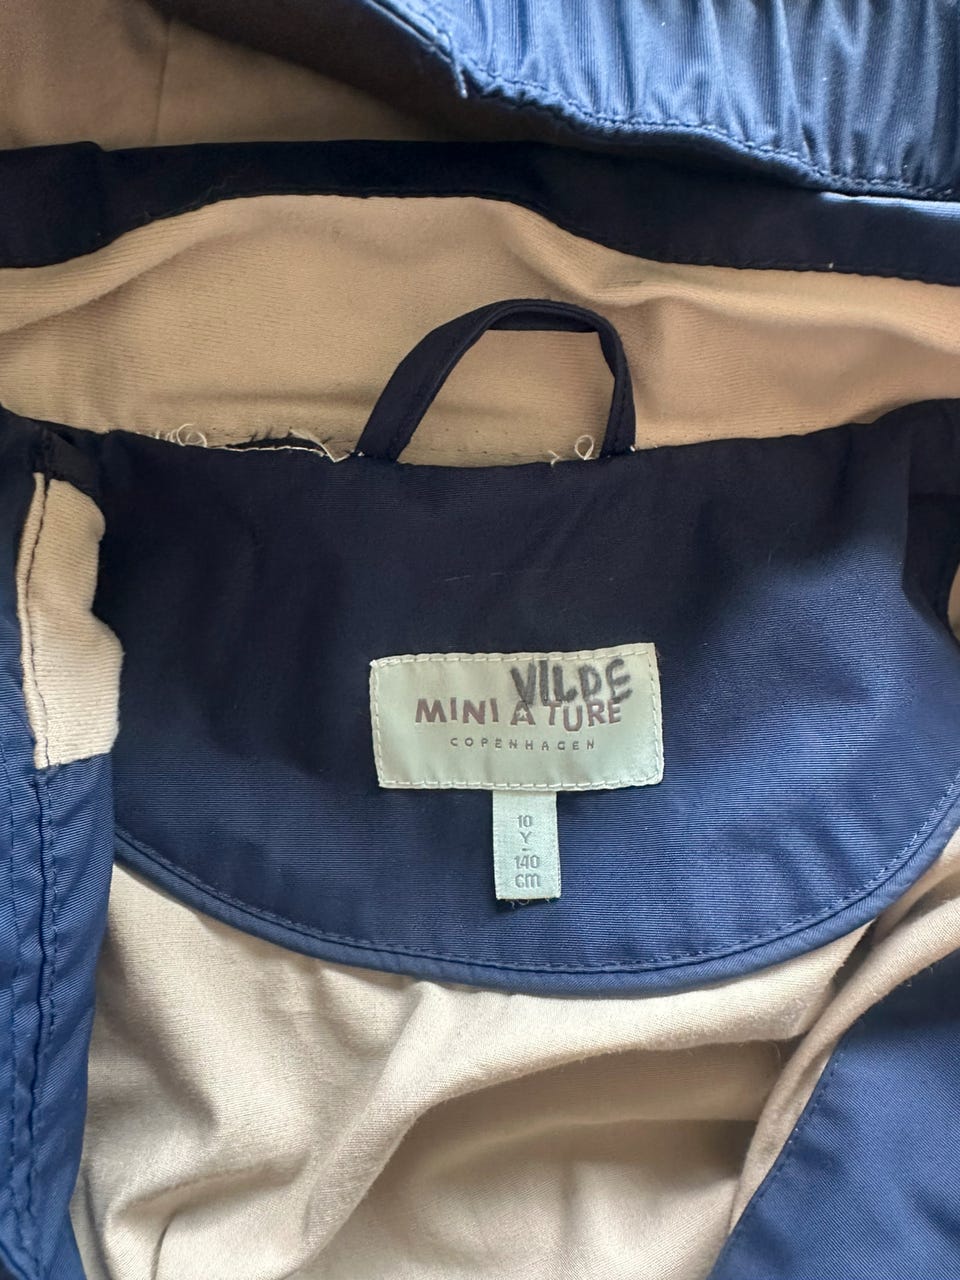 VILDE
MINI A TURE
COPENHAGEN
10
Y
-
140
cm